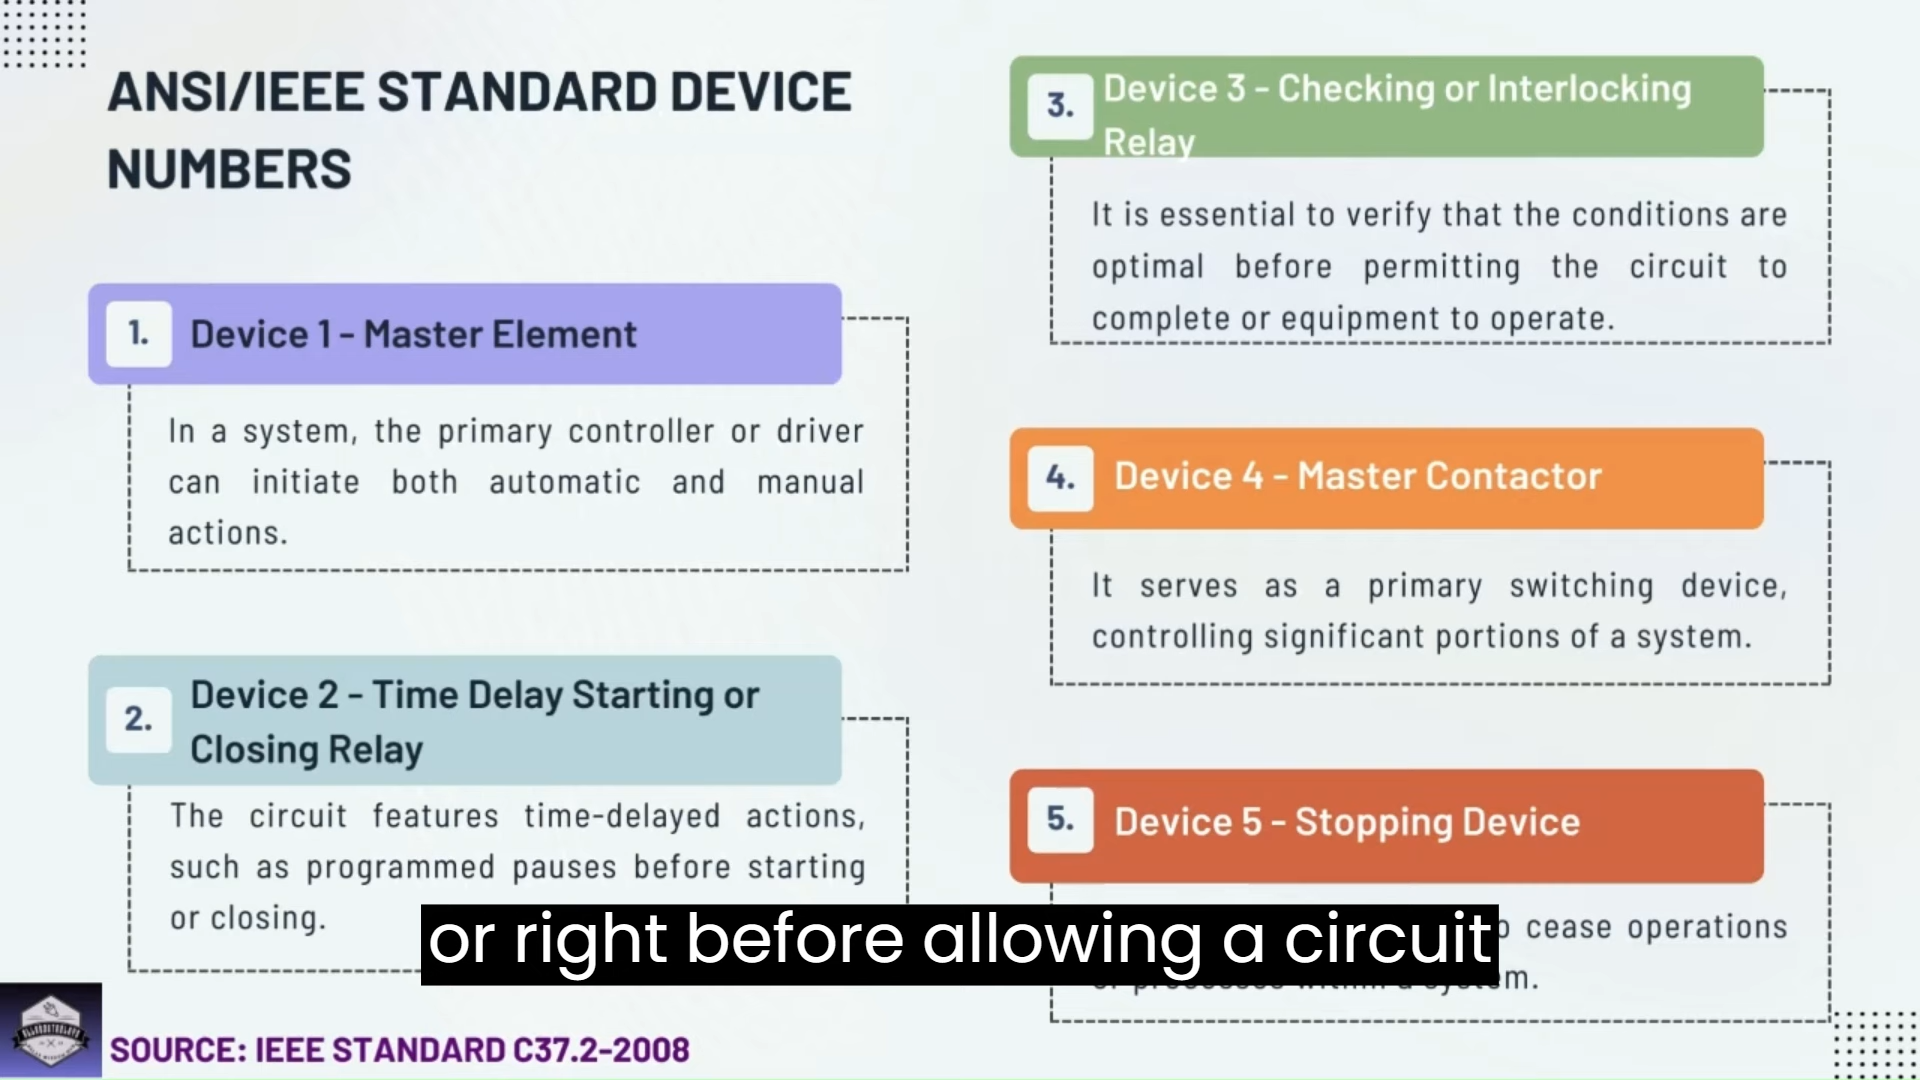 ANSI/IEEE STANDARD DEVICE
NUMBERS
1.
Device 1 - Master Element
In a system, the primary controller or driver
can initiate both automatic and manual
actions.
2.
Device 2 - Time Delay Starting or
Closing Relay
The circuit features time-delayed actions,
such as programmed pauses before starting
or closing.
3.
Device 3 - Checking or Interlocking
Relay
It is essential to verify that the conditions are
optimal before permitting the circuit to
complete or equipment to operate.
4.
Device 4 - Master Contactor
It serves as a primary switching device,
controlling significant portions of a system.
5.
Device 5 - Stopping Device
cease operations
or right before allowing a circuit
SOURCE: IEEE STANDARD C37.2-2008